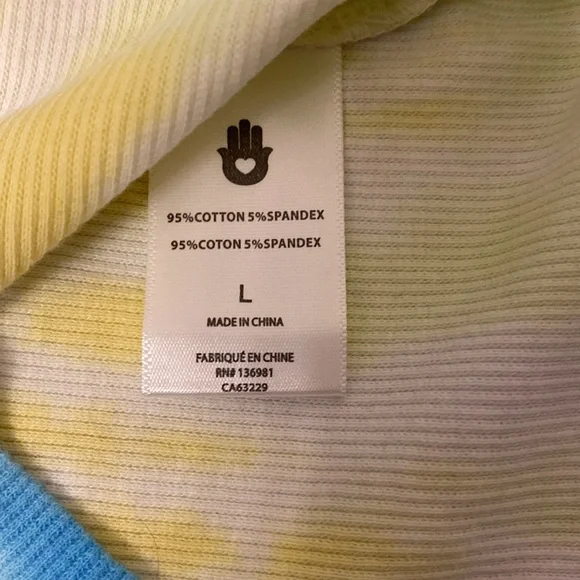 95%COTTON 5%SPANDEX
95%COTON 5%SPANDEX
L
MADE IN CHINA
FABRIQUÉ EN CHINE
RN# 136981
CA63229